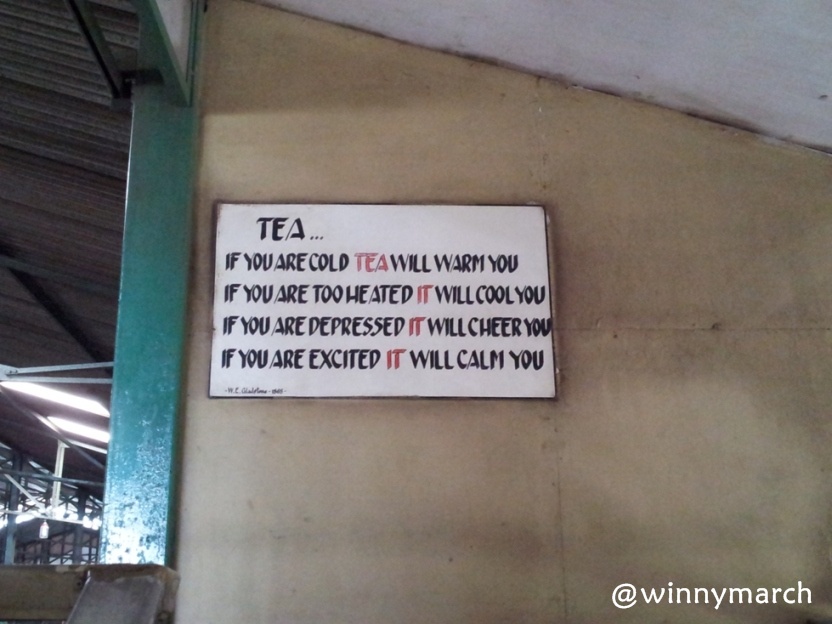 TEA...
IF YOU ARE COLD TEA WILL WARM YOU
IF YOU ARE TOO HEATED IT WILL COOL YOU
IF YOU ARE DEPRESSED IT WILL CHEER YOU
IF YOU ARE EXCITED IT WILL CALM YOU
-W.E. Gladstone-
@winnymarch